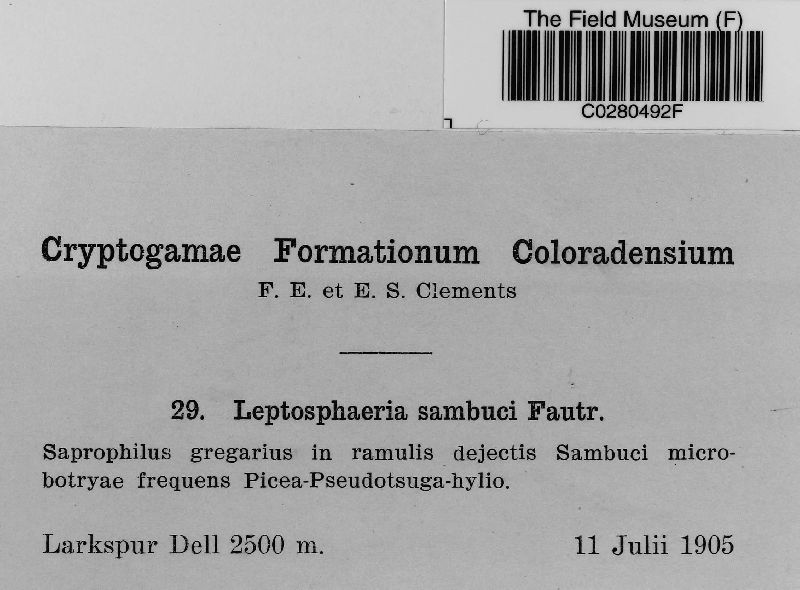 The Field Museum (F)
C0280492F
Cryptogamae Formationum Coloradensium
F. E. et E. S. Clements
29. Leptosphaeria sambuci Fautr.
Saprophilus gregarius in ramulis dejectis Sambuci micro-
botryae frequens Picea-Pseudotsuga-hylio.
Larkspur Dell 2500 m. 11 Julii 1905